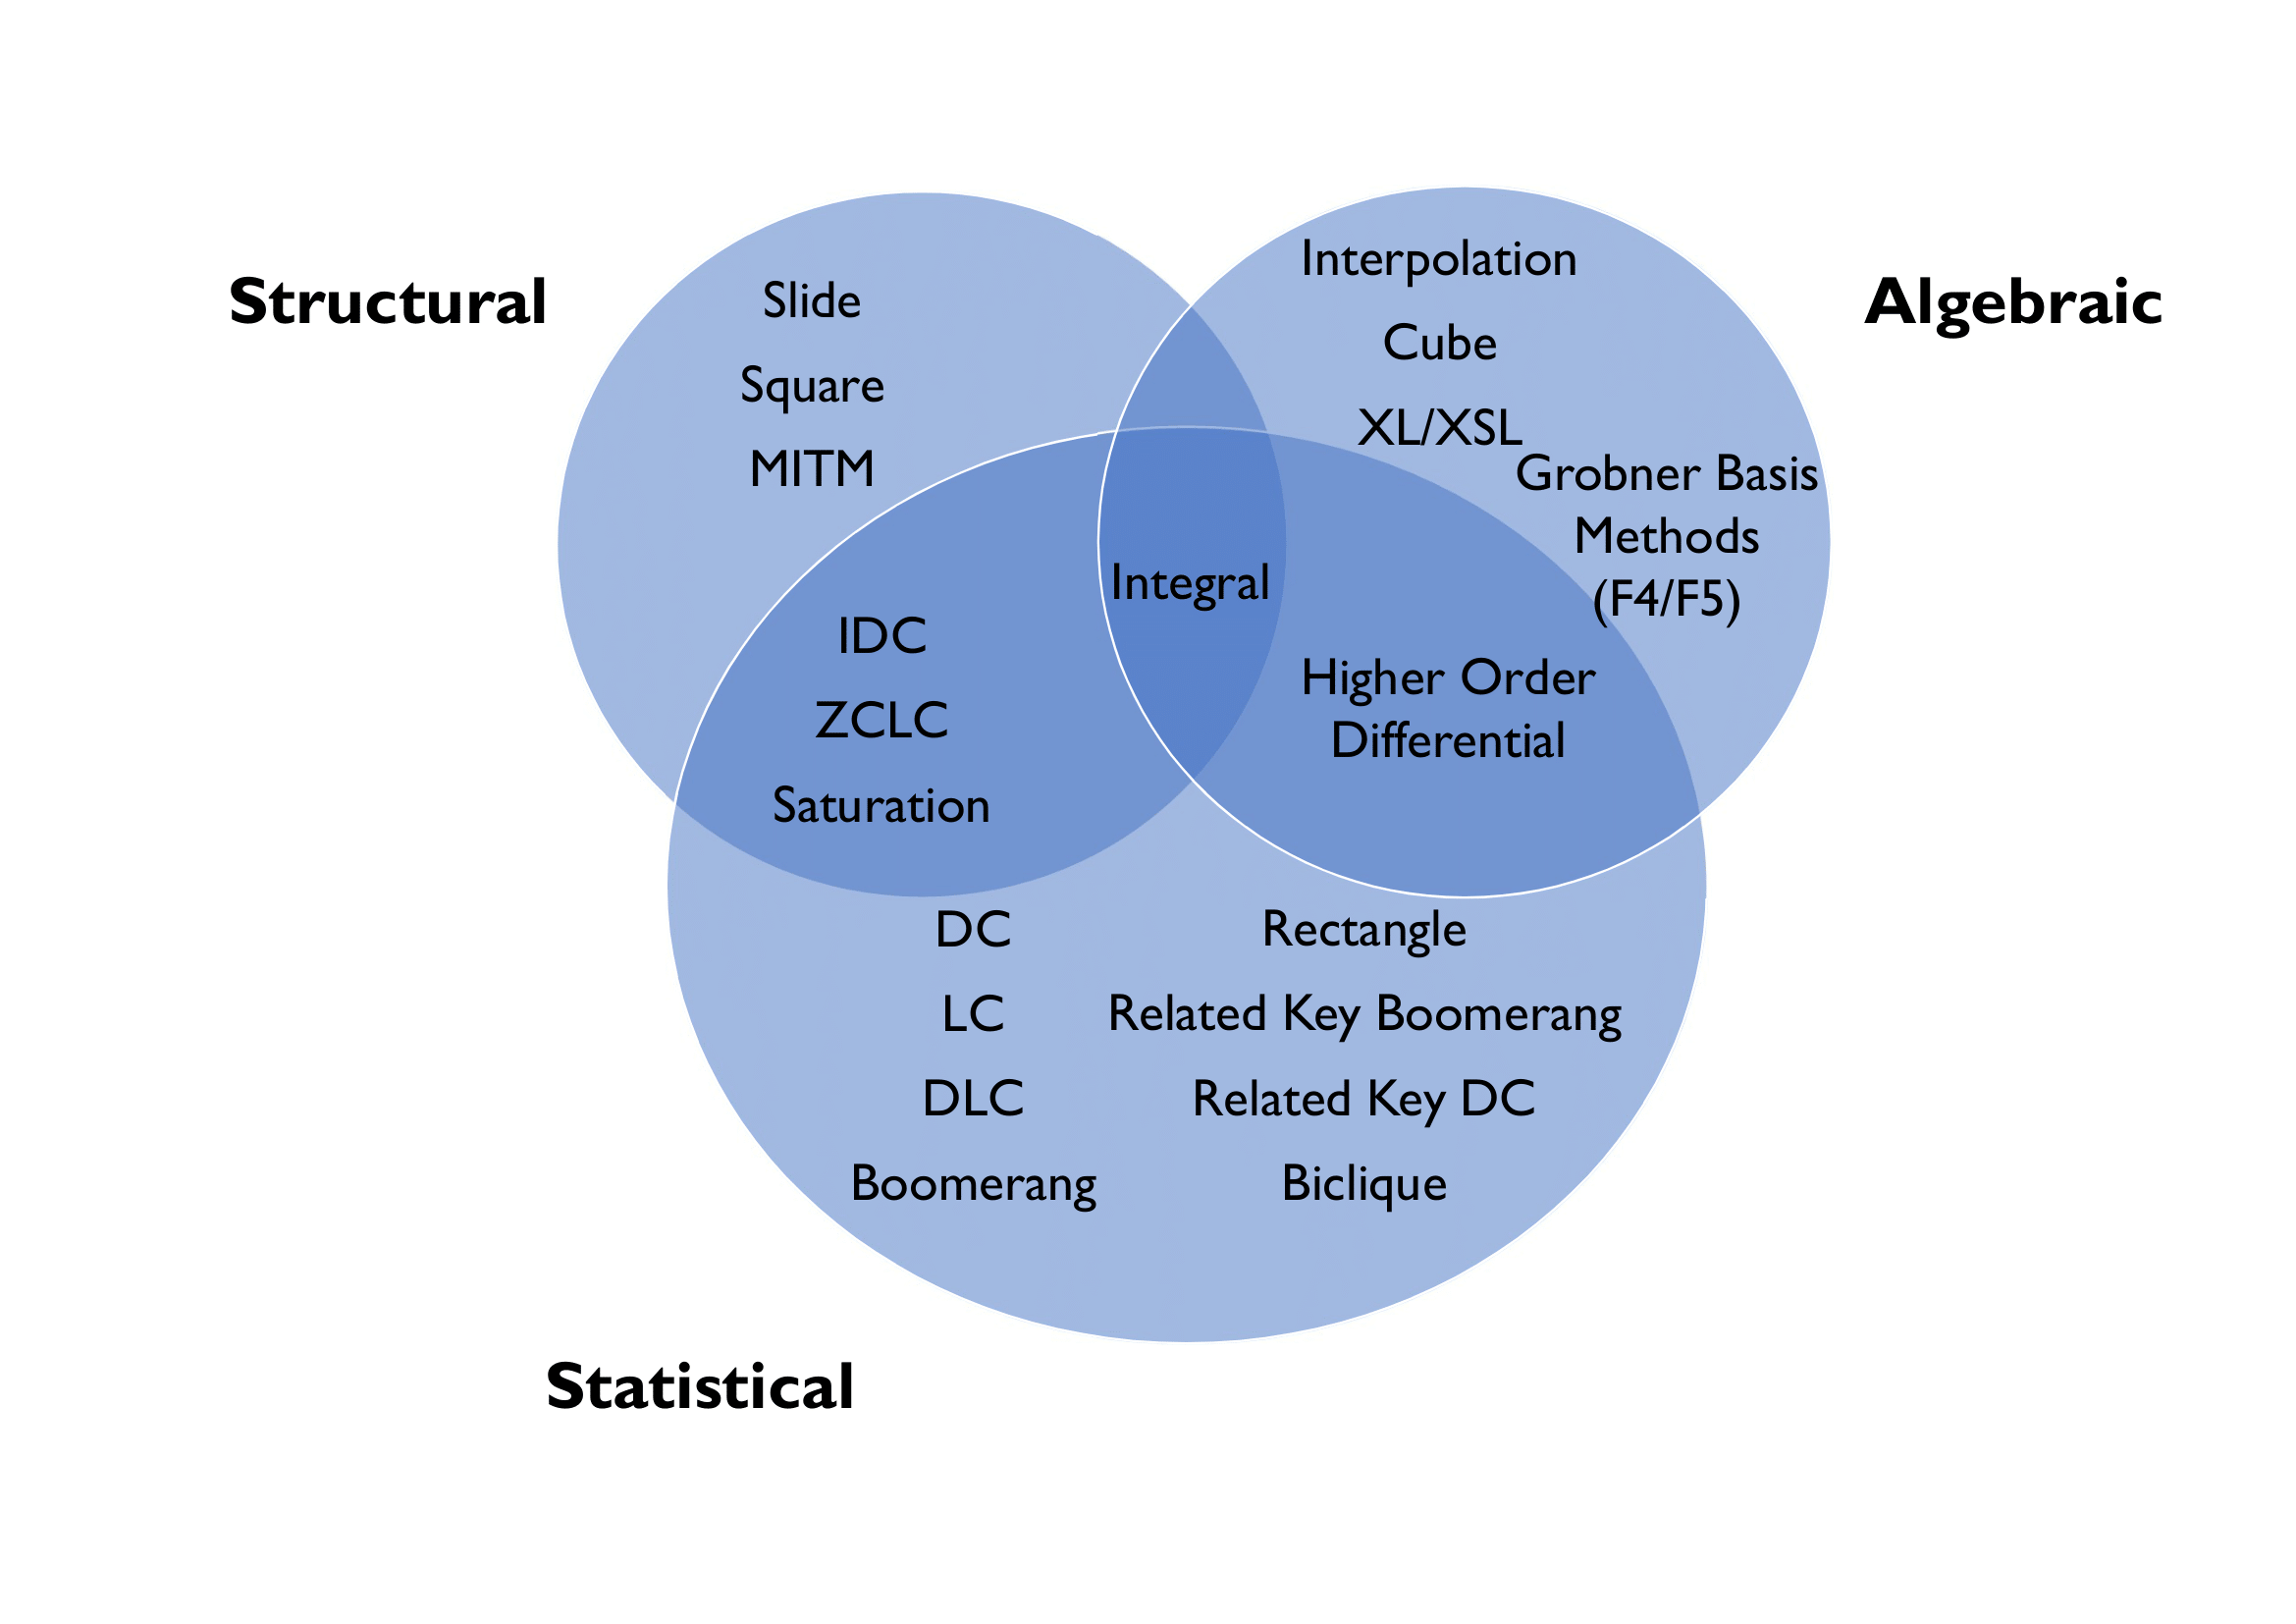 Structural
Algebraic
Slide
Square
MITM
Interpolation
Cube
XL/XSL
Grobner Basis
Methods
(F4/F5)
Integral
IDC
ZCLC
Saturation
Higher Order
Differential
DC
LC
DLC
Boomerang
Rectangle
Related Key Boomerang
Related Key DC
Biclique
Statistical